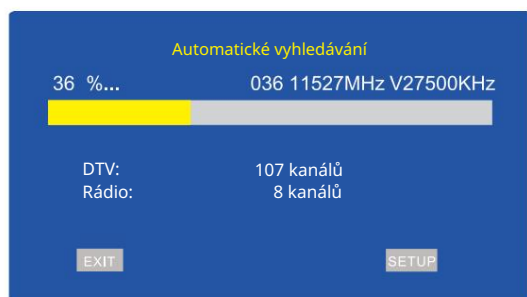 Automatické vyhledávání
36 %... 036 11527MHz V27500KHz
DTV: 107 kanálů
Rádio: 8 kanálů
EXIT SETUP